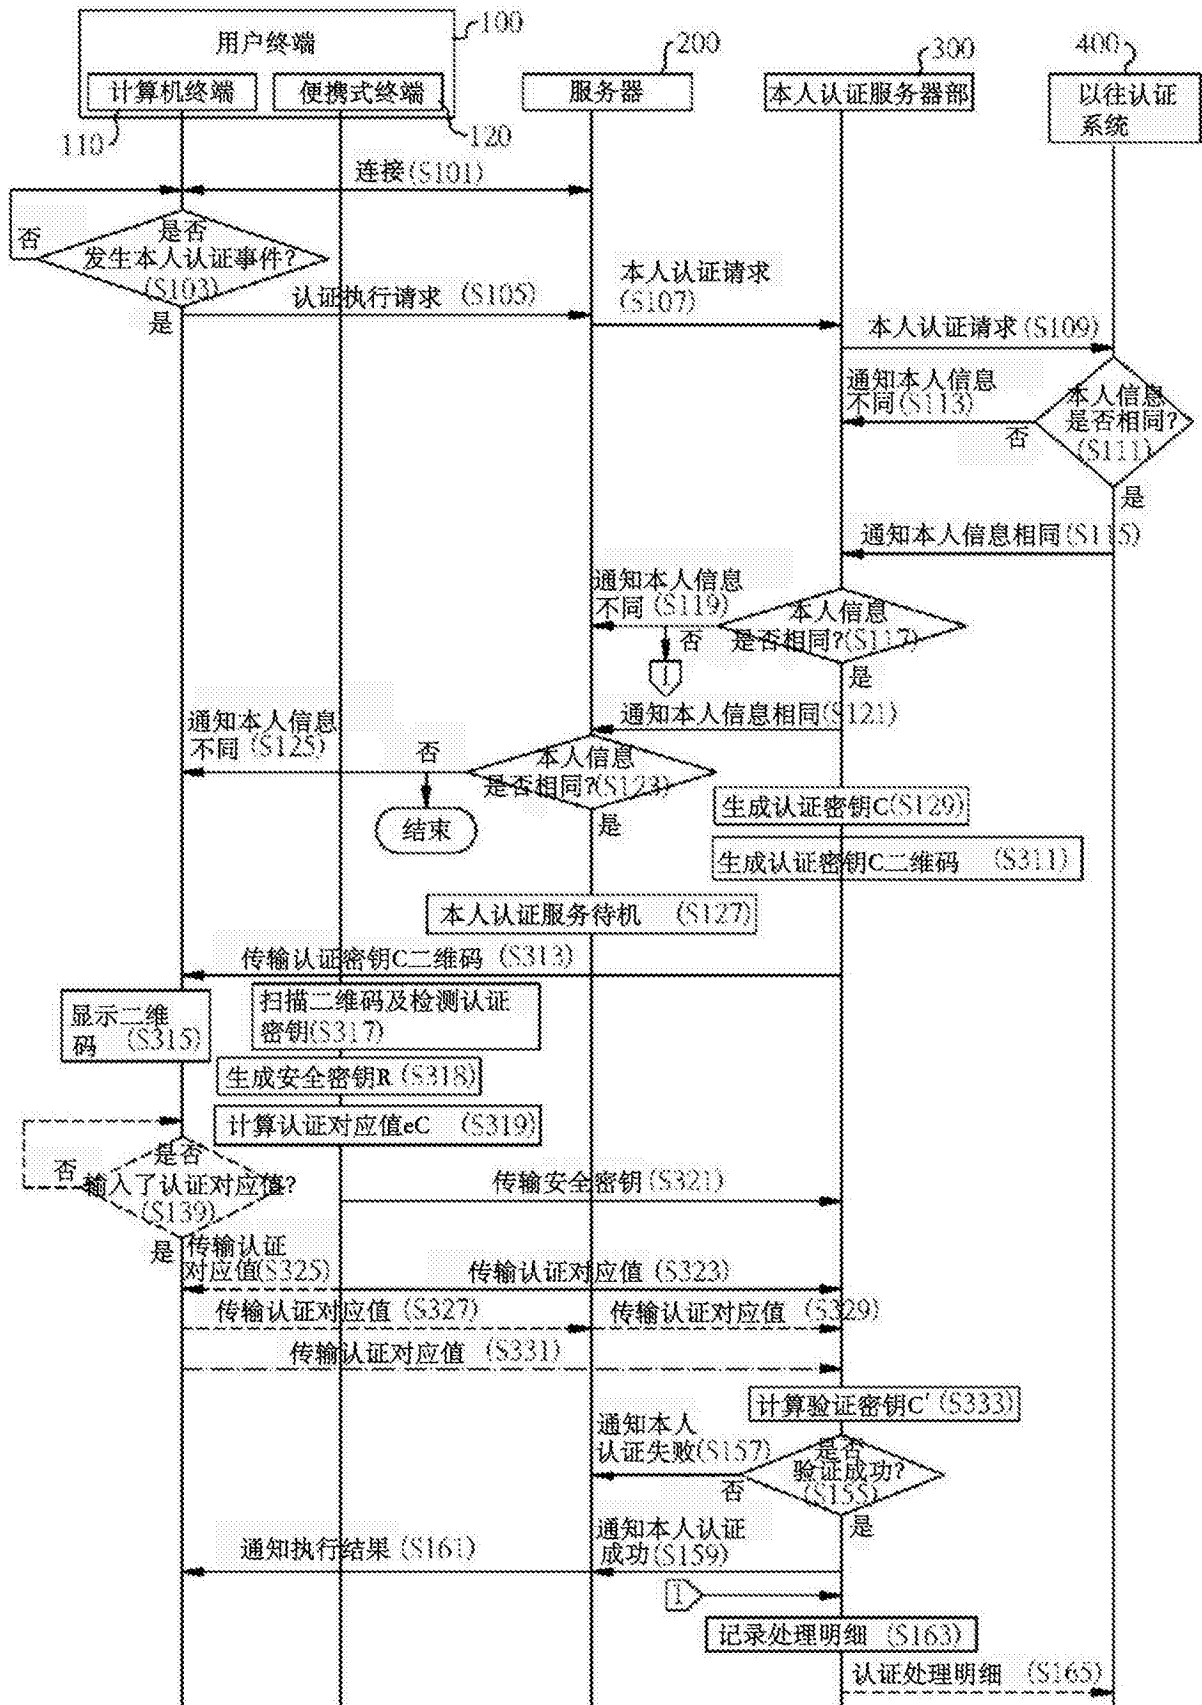 100
用户终端
200
300
400
计算机终端
便携式终端
服务器
本人认证服务器部
以往认证
系统
110
120
连接(S101)
是否
发生本人认证事件?
(S103)
否
是
认证执行请求 (S105)
本人认证请求
(S107)
本人认证请求(S109)
通知本人信息
不同(S113)
本人信息
是否相同?
(S111)
否
是
通知本人信息相同(S115)
通知本人信息
不同(S119)
本人信息
是否相同?(S117)
否
1
是
通知本人信息相同(S121)
通知本人信息
不同(S125)
否
本人信息
是否相同?(S123)
结束
是
生成认证密钥C(S129)
生成认证密钥C二维码 (S311)
本人认证服务待机 (S127)
传输认证密钥C二维码 (S313)
显示二维
码 (S315)
扫描二维码及检测认证
密钥(S317)
生成安全密钥R (S318)
计算认证对应值eC (S319)
是否
输入了认证对应值?
(S139)
否
是
传输安全密钥(S321)
传输认证
对应值(S325)
传输认证对应值 (S323)
传输认证对应值 (S327)
传输认证对应值 (S329)
传输认证对应值 (S331)
计算验证密钥C'(S333)
通知本人
认证失败(S157)
是否
验证成功?
(S155)
否
是
通知本人认证
成功(S159)
通知执行结果 (S161)
1
记录处理明细 (S163)
认证处理明细 (S165)